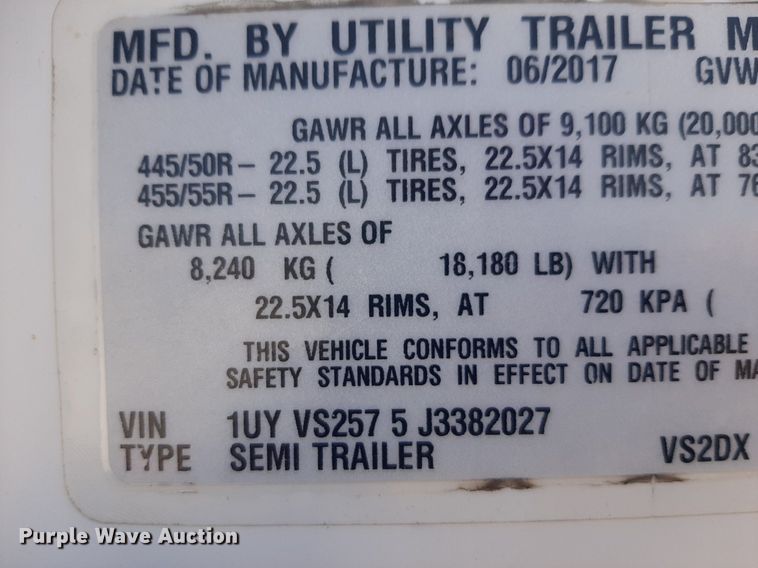 MFD. BY UTILITY TRAILER M
DATE OF MANUFACTURE: 06/2017 GVW
GAWR ALL AXLES OF 9,100 KG (20,000
445/50R – 22.5 (L) TIRES, 22.5X14 RIMS, AT 83
455/55R – 22.5 (L) TIRES, 22.5X14 RIMS, AT 76
GAWR ALL AXLES OF
8,240 KG ( 18,180 LB) WITH
22.5X14 RIMS, AT 720 KPA (
THIS VEHICLE CONFORMS TO ALL APPLICABLE
SAFETY STANDARDS IN EFFECT ON DATE OF MA
VIN 1UY VS257 5 J3382027
TYPE SEMI TRAILER VS2DX
Purple Wave Auction